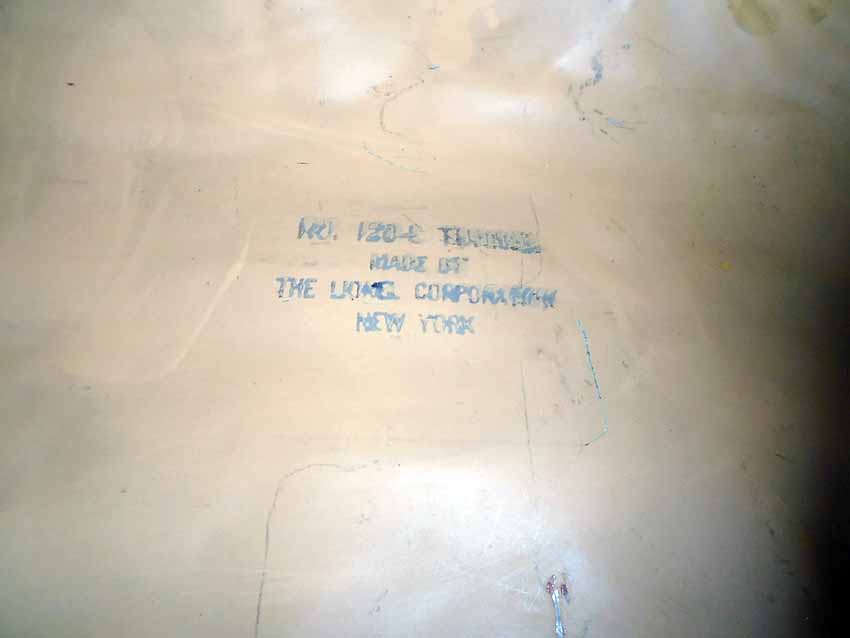 NO. 120-L TUNNEL
MADE BY
THE LIONEL CORPORATION
NEW YORK